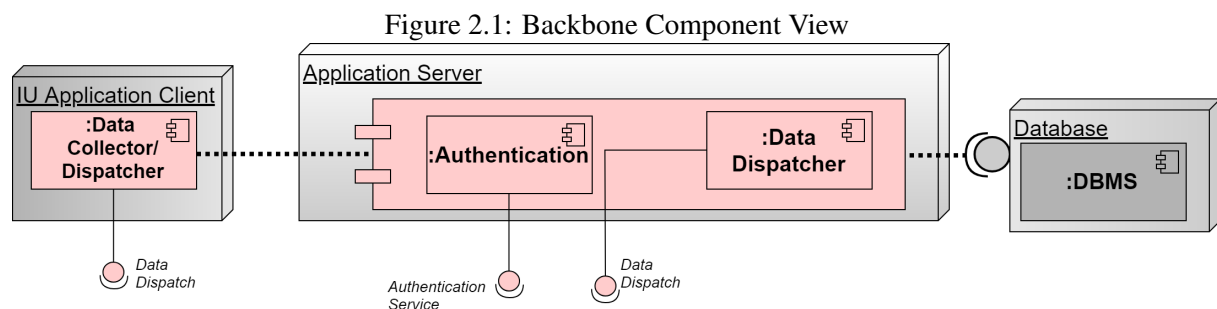 Figure 2.1: Backbone Component View
IU Application Client
:Data
Collector/
Dispatcher
Data
Dispatch
Application Server
:Authentication
:Data
Dispatcher
Authentication
Service
Data
Dispatch
Database
:DBMS